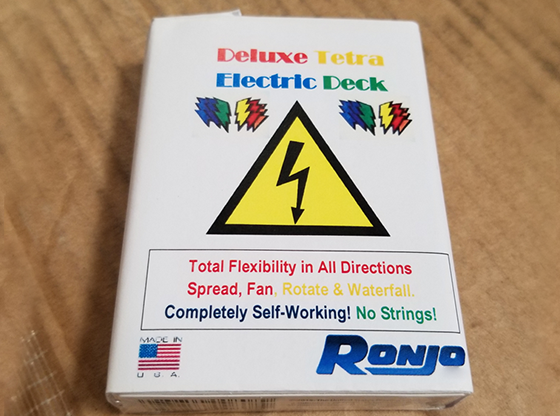 Deluxe Tetra
Electric Deck
Total Flexibility in All Directions
Spread, Fan, Rotate & Waterfall.
Completely Self-Working! No Strings!
MADE IN
U.S.A.
RONJO